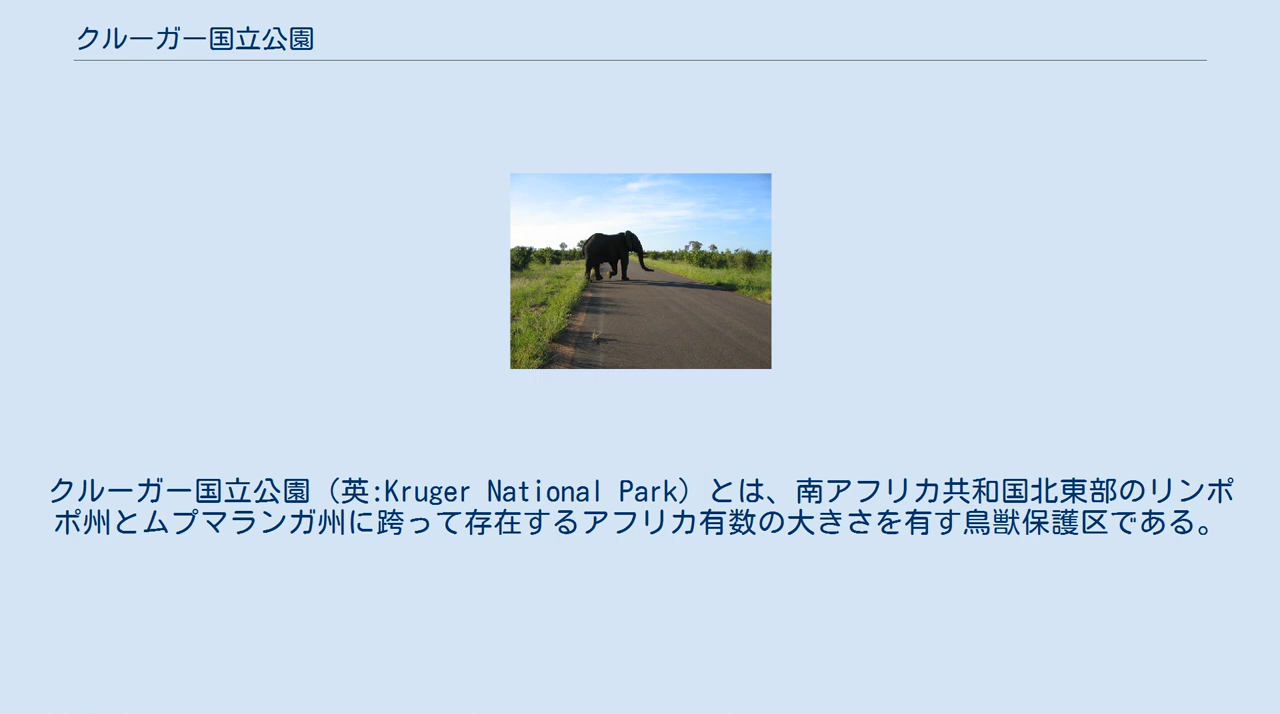 クルーガー国立公園
クルーガー国立公園（英:Kruger National Park）とは、南アフリカ共和国北東部のリンポ
ポ州とムプマランガ州に跨って存在するアフリカ有数の大きさを有す鳥獣保護区である。